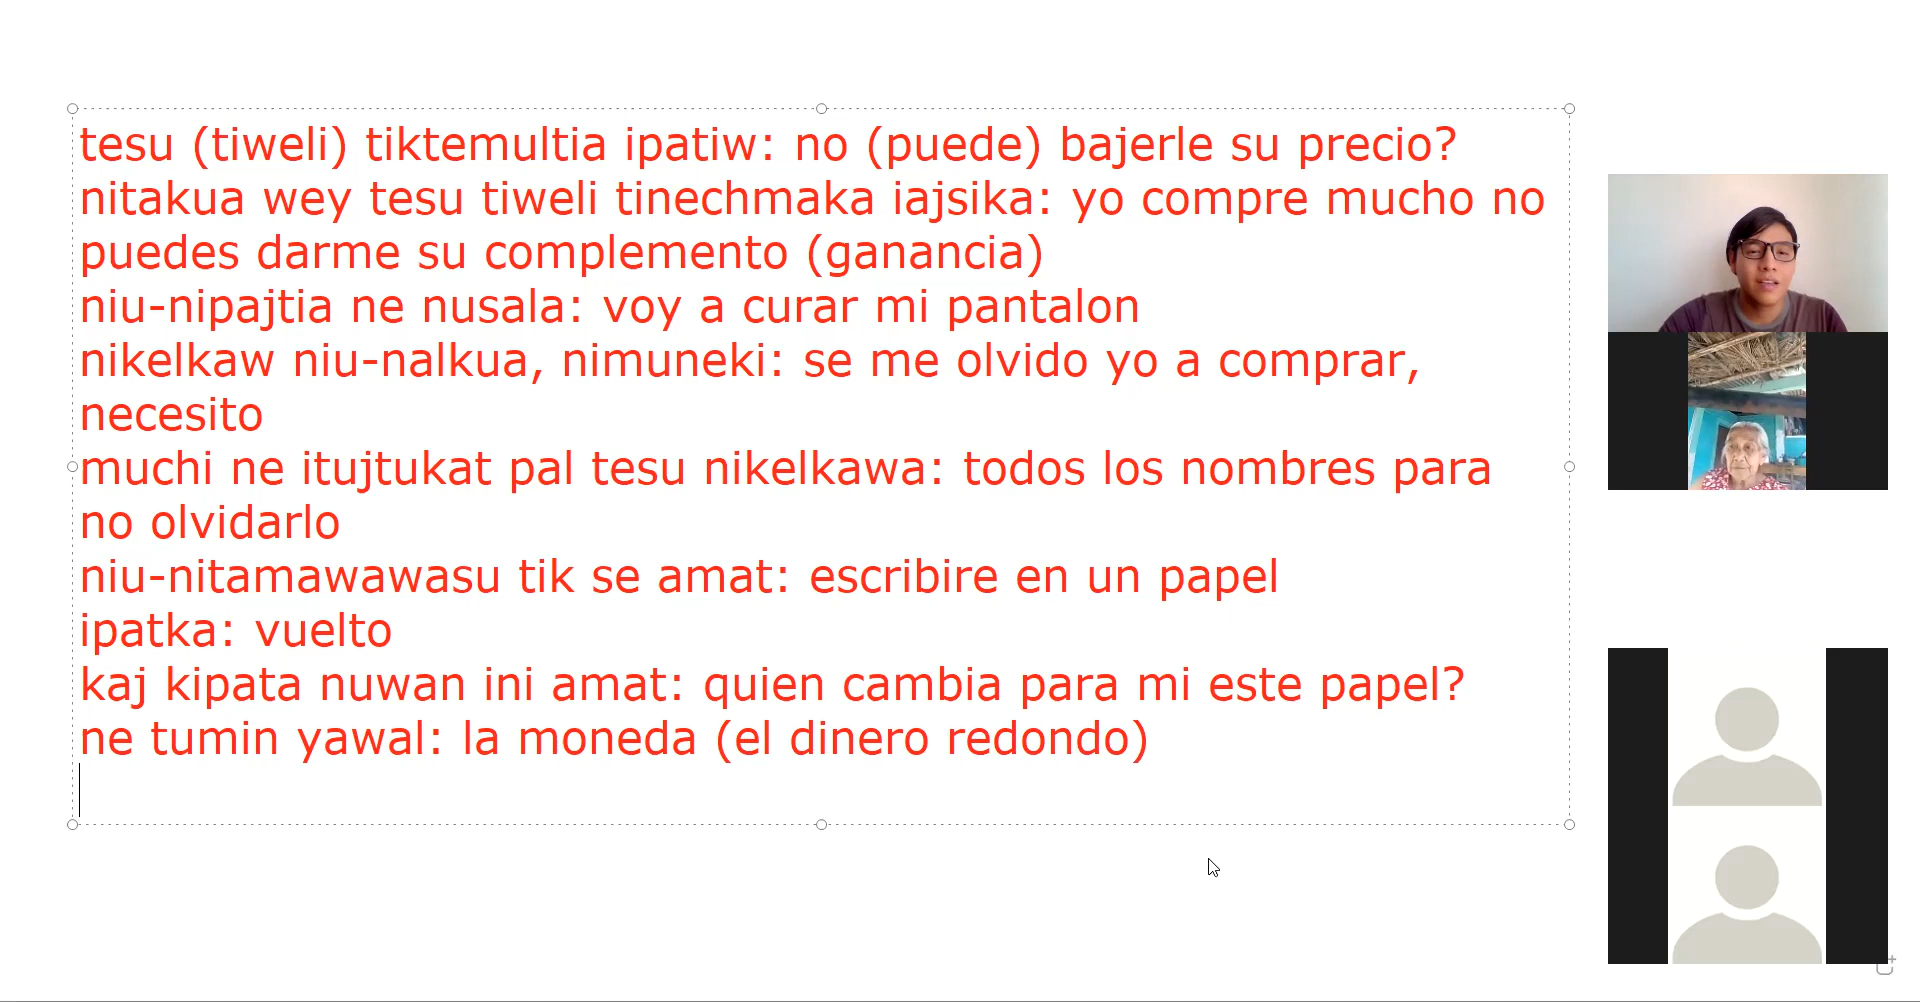 tesu (tiweli) tiktemultia ipatiw: no (puede) bajerle su precio?
nitakua wey tesu tiweli tinechmaka iajsika: yo compre mucho no
puedes darme su complemento (ganancia)
niu-nipajtia ne nusala: voy a curar mi pantalon
nikelkaw niu-nalkua, nimuneki: se me olvido yo a comprar,
necesito
muchi ne itujtukat pal tesu nikelkawa: todos los nombres para
no olvidarlo
niu-nitamawawasu tik se amat: escribire en un papel
ipatka: vuelto
kaj kipata nuwan ini amat: quien cambia para mi este papel?
ne tumin yawal: la moneda (el dinero redondo)